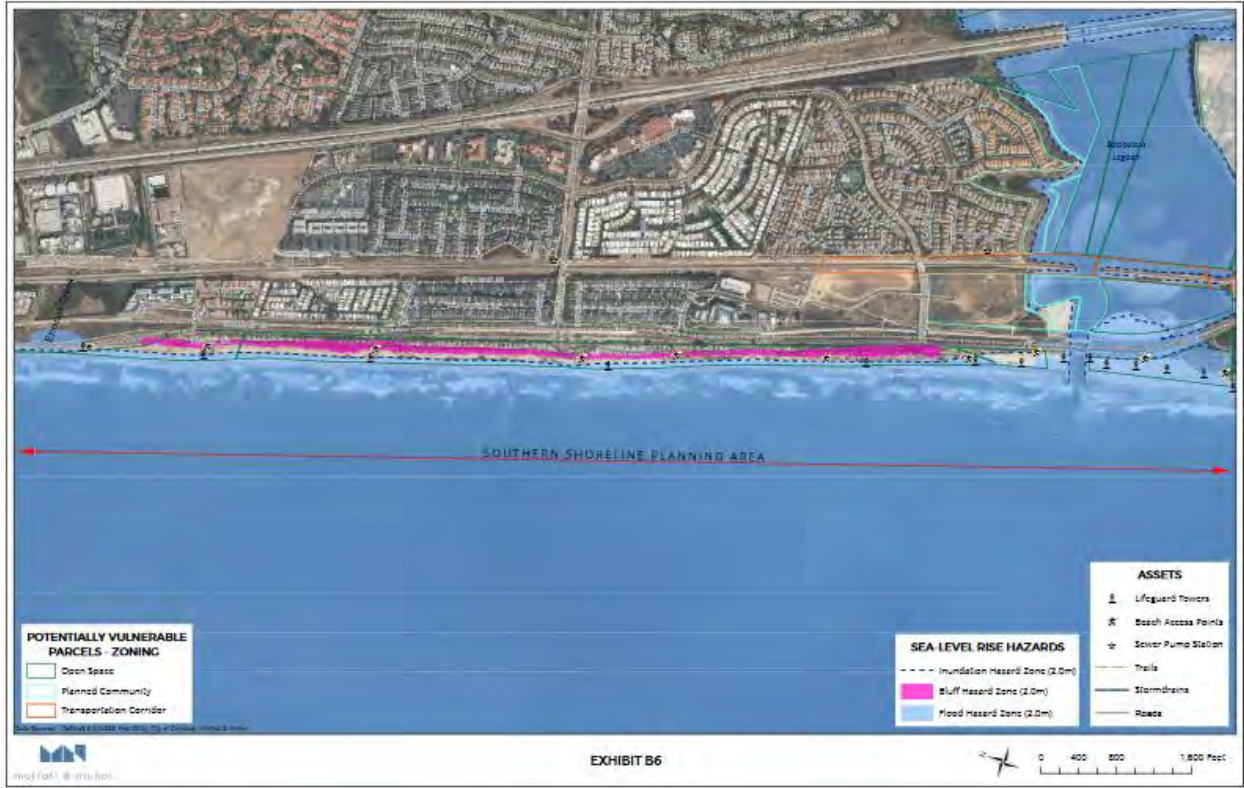 Lagoon
SOUTHERN SHORELINE PLANNING AREA
POTENTIALLY VULNERABLE
PARCELS - ZONING
Open Space
Planned Community
Transportation Corridor
SEA-LEVEL RISE HAZARDS
Inundation Hazard Zone (2.0m)
Bluff Hazard Zone (2.0m)
Flood Hazard Zone (2.0m)
ASSETS
Lifeguard Towers
Beach Access Points
Sewer Pump Station
Trails
Stormdrains
Roads
moffatt & nichol
EXHIBIT B6
0 400 800 1,600 Feet